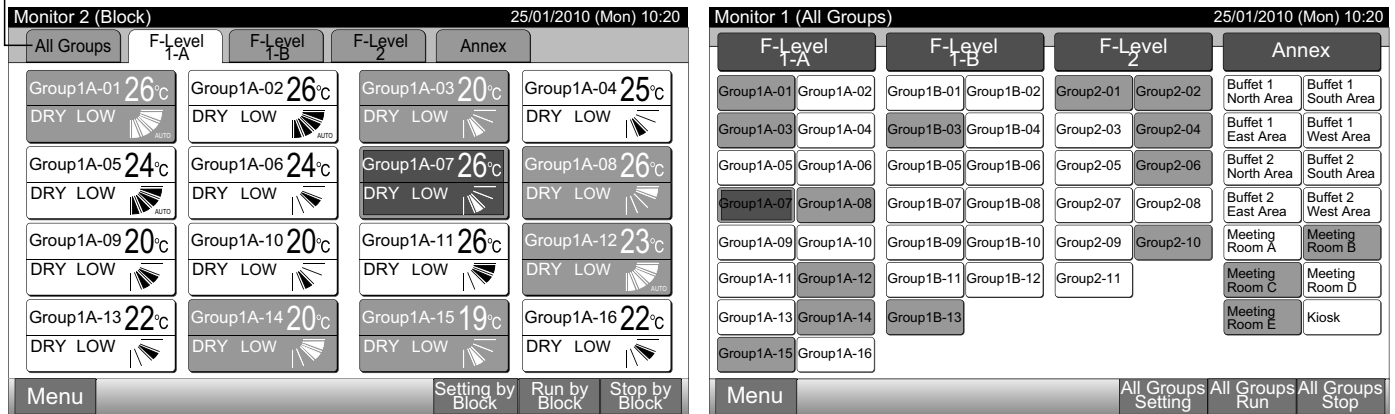 Monitor 2 (Block) 25/01/2010 (Mon) 10:20
All Groups F-Level 1-A F-Level 1-B F-Level 2 Annex
Group1A-01 26°C Group1A-02 26°C Group1A-03 20°C Group1A-04 25°C
DRY LOW AUTO DRY LOW AUTO DRY LOW DRY LOW
Group1A-05 24°C Group1A-06 24°C Group1A-07 26°C Group1A-08 26°C
DRY LOW AUTO DRY LOW DRY LOW DRY LOW
Group1A-09 20°C Group1A-10 20°C Group1A-11 26°C Group1A-12 23°C
DRY LOW DRY LOW DRY LOW DRY LOW AUTO
Group1A-13 22°C Group1A-14 20°C Group1A-15 19°C Group1A-16 22°C
DRY LOW DRY LOW DRY LOW DRY LOW
Menu Setting by Block Run by Block Stop by Block
Monitor 1 (All Groups) 25/01/2010 (Mon) 10:20
F-Level 1-A F-Level 1-B F-Level 2 Annex
Group1A-01 Group1A-02 Group1B-01 Group1B-02 Group2-01 Group2-02 Buffet 1 North Area Buffet 1 South Area
Group1A-03 Group1A-04 Group1B-03 Group1B-04 Group2-03 Group2-04 Buffet 1 East Area Buffet 1 West Area
Group1A-05 Group1A-06 Group1B-05 Group1B-06 Group2-05 Group2-06 Buffet 2 North Area Buffet 2 South Area
Group1A-07 Group1A-08 Group1B-07 Group1B-08 Group2-07 Group2-08 Buffet 2 East Area Buffet 2 West Area
Group1A-09 Group1A-10 Group1B-09 Group1B-10 Group2-09 Group2-10 Meeting Room A Meeting Room B
Group1A-11 Group1A-12 Group1B-11 Group1B-12 Group2-11 Meeting Room C Meeting Room D
Group1A-13 Group1A-14 Group1B-13 Meeting Room E Kiosk
Group1A-15 Group1A-16
Menu All Groups Setting All Groups Run All Groups Stop